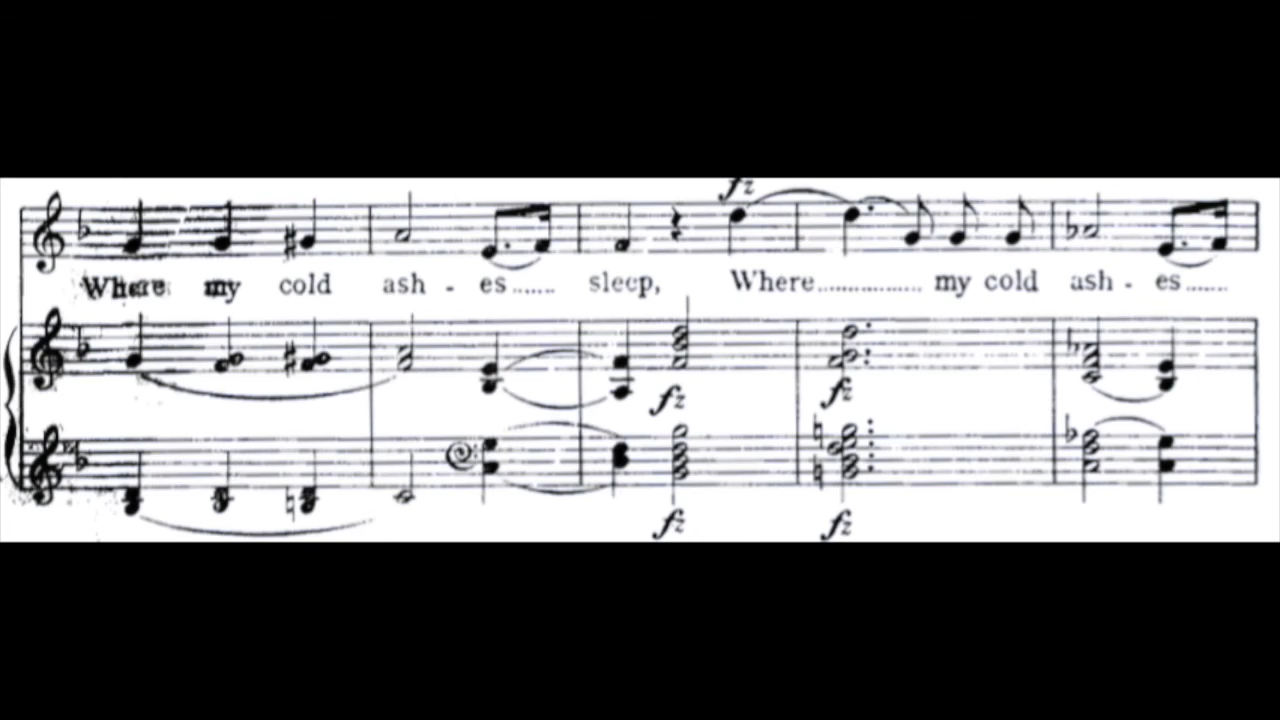 fz
Where my cold ash - es...... sleep, Where................ my cold ash - es......
fz fz
fz fz